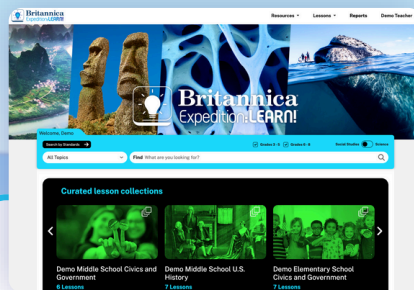 Britannica
Expedition: LEARN!
Resources
Lessons
Reports
Demo Teacher
Britannica
Expedition: LEARN!
Welcome, Demo
Search by Standards
Grades 3 - 5
Grades 6 - 8
Social Studies
Science
All Topics
Find What are you looking for?
Curated lesson collections
Demo Middle School Civics and
Government
6 Lessons
Demo Middle School U.S.
History
7 Lessons
Demo Elementary School
Civics and Government
7 Lessons